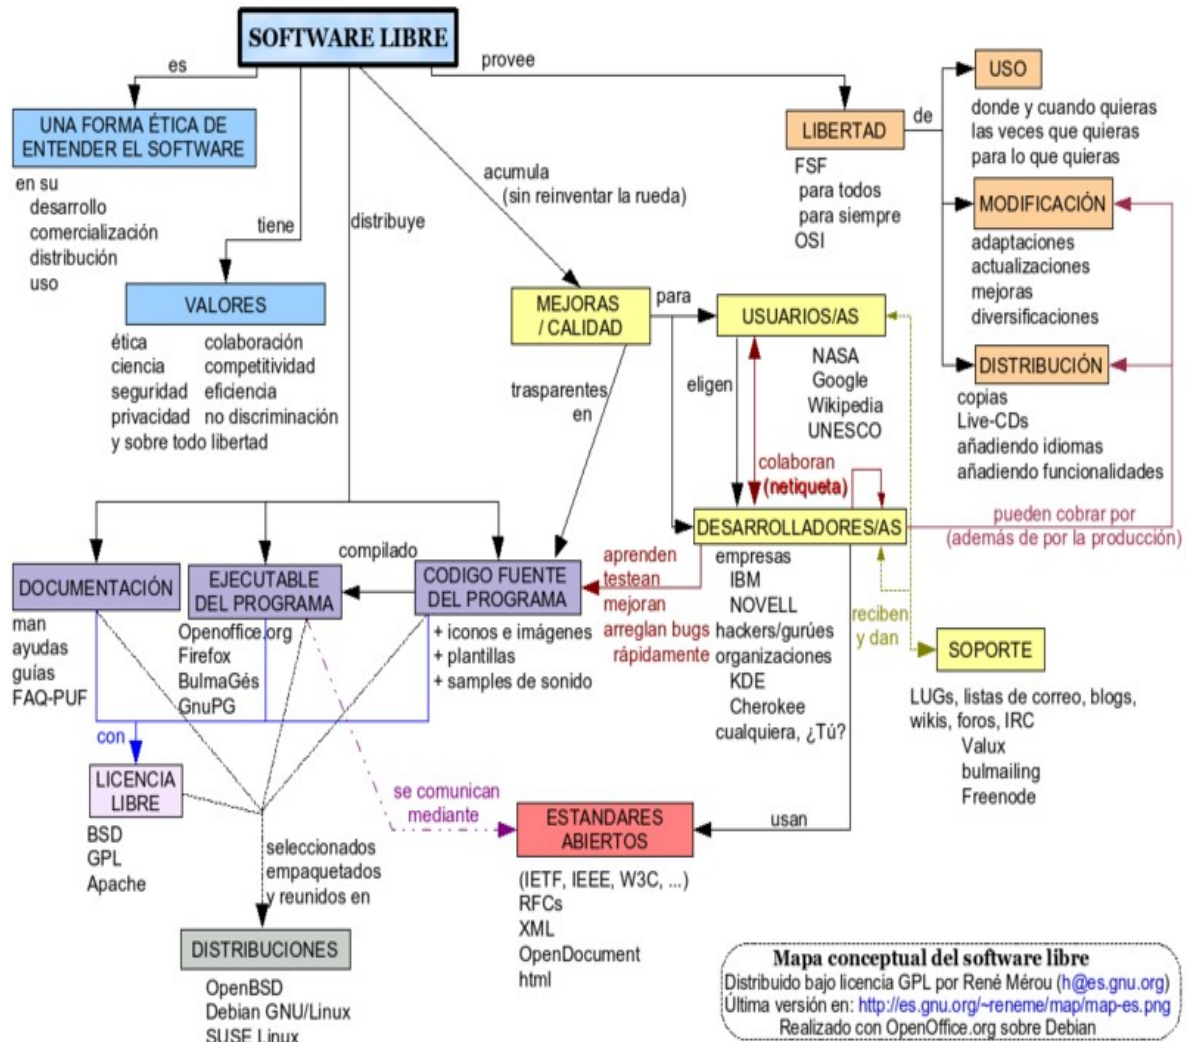 SOFTWARE LIBRE
es
provee
UNA FORMA ÉTICA DE
ENTENDER EL SOFTWARE
en su
desarrollo
comercialización
distribución
uso
tiene
VALORES
ética colaboración
ciencia competitividad
seguridad eficiencia
privacidad no discriminación
y sobre todo libertad
distribuye
acumula
(sin reinventar la rueda)
LIBERTAD
FSF
para todos
para siempre
OSI
de
USO
donde y cuando quieras
las veces que quieras
para lo que quieras
MODIFICACIÓN
adaptaciones
actualizaciones
mejoras
diversificaciones
DISTRIBUCIÓN
copias
Live-CDs
añadiendo idiomas
añadiendo funcionalidades
MEJORAS
/ CALIDAD
para
trasparentes
en
USUARIOS/AS
NASA
Google
Wikipedia
UNESCO
eligen
colaboran
(netiqueta)
DESARROLLADORES/AS
empresas
IBM
NOVELL
hackers/gurúes
organizaciones
KDE
Cherokee
cualquiera, ¿Tú?
pueden cobrar por
(además de por la producción)
aprenden
testean
mejoran
arreglan bugs
rápidamente
reciben
y dan
SOPORTE
LUGs, listas de correo, blogs,
wikis, foros, IRC
Valux
bulmailing
Freenode
DOCUMENTACIÓN
man
ayudas
guías
FAQ-PUF
EJECUTABLE
DEL PROGRAMA
Openoffice.org
Firefox
BulmaGés
GnuPG
compilado
CODIGO FUENTE
DEL PROGRAMA
+ iconos e imágenes
+ plantillas
+ samples de sonido
con
LICENCIA
LIBRE
BSD
GPL
Apache
seleccionados
empaquetados
y reunidos en
DISTRIBUCIONES
OpenBSD
Debian GNU/Linux
SUSE Linux
se comunican
mediante
ESTANDARES
ABIERTOS
usan
(IETF, IEEE, W3C, ...)
RFCs
XML
OpenDocument
html
Mapa conceptual del software libre
Distribuido bajo licencia GPL por René Mérou (h@es.gnu.org)
Última versión en: http://es.gnu.org/~reneme/map/map-es.png
Realizado con OpenOffice.org sobre Debian